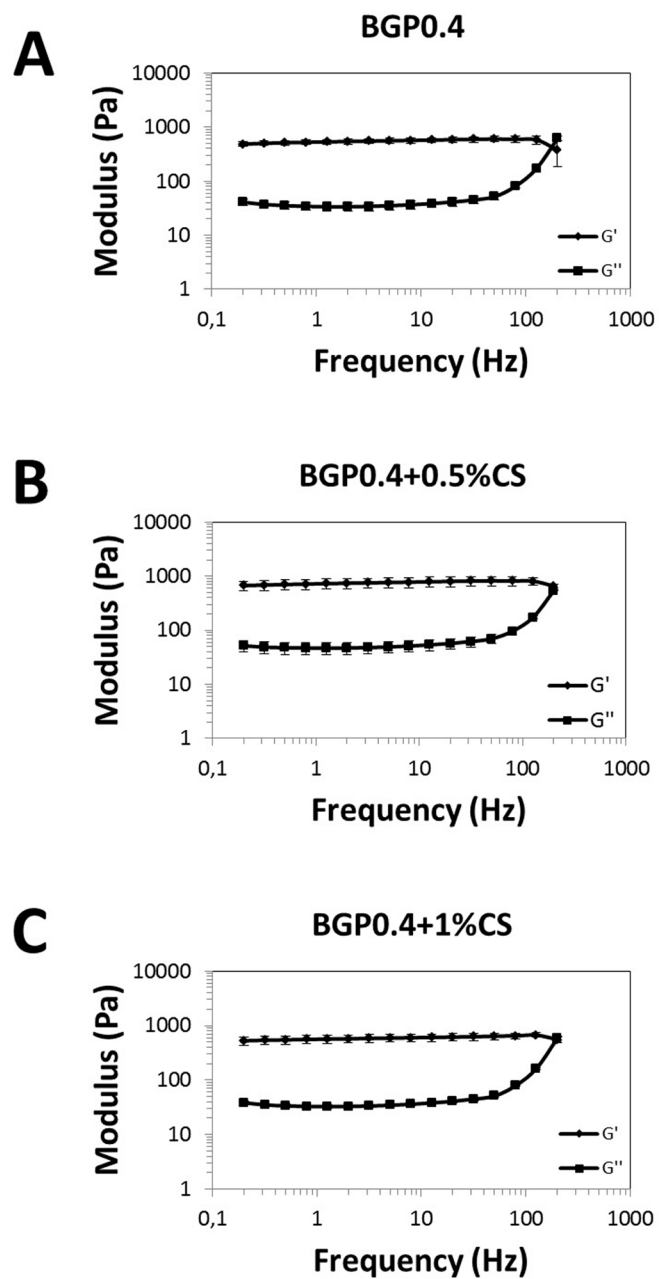 A
BGP0.4
Modulus (Pa)
10000
1000
100
10
1
G'
G''
0,1 1 10 100 1000
Frequency (Hz)
B
BGP0.4+0.5%CS
Modulus (Pa)
10000
1000
100
10
1
G'
G''
0,1 1 10 100 1000
Frequency (Hz)
C
BGP0.4+1%CS
Modulus (Pa)
10000
1000
100
10
1
G'
G''
0,1 1 10 100 1000
Frequency (Hz)